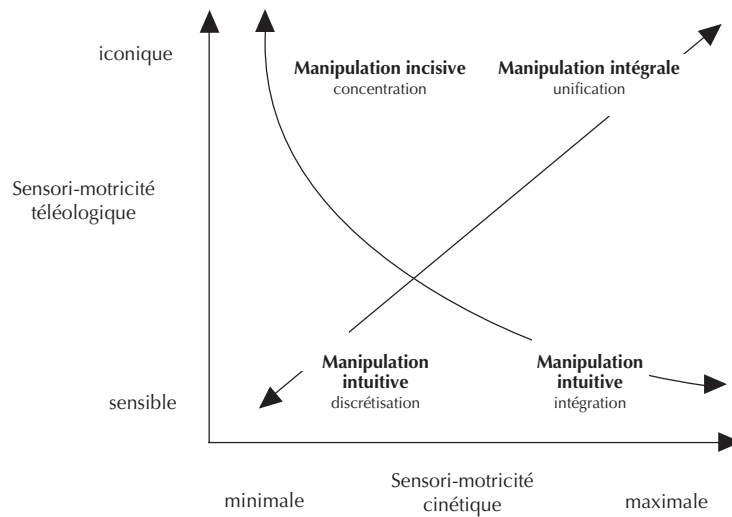 iconique
Manipulation incisive
concentration
Manipulation intégrale
unification
Sensori-motricité
téléologique
Manipulation
intuitive
discrétisation
Manipulation
intuitive
intégration
sensible
minimale
Sensori-motricité
cinétique
maximale